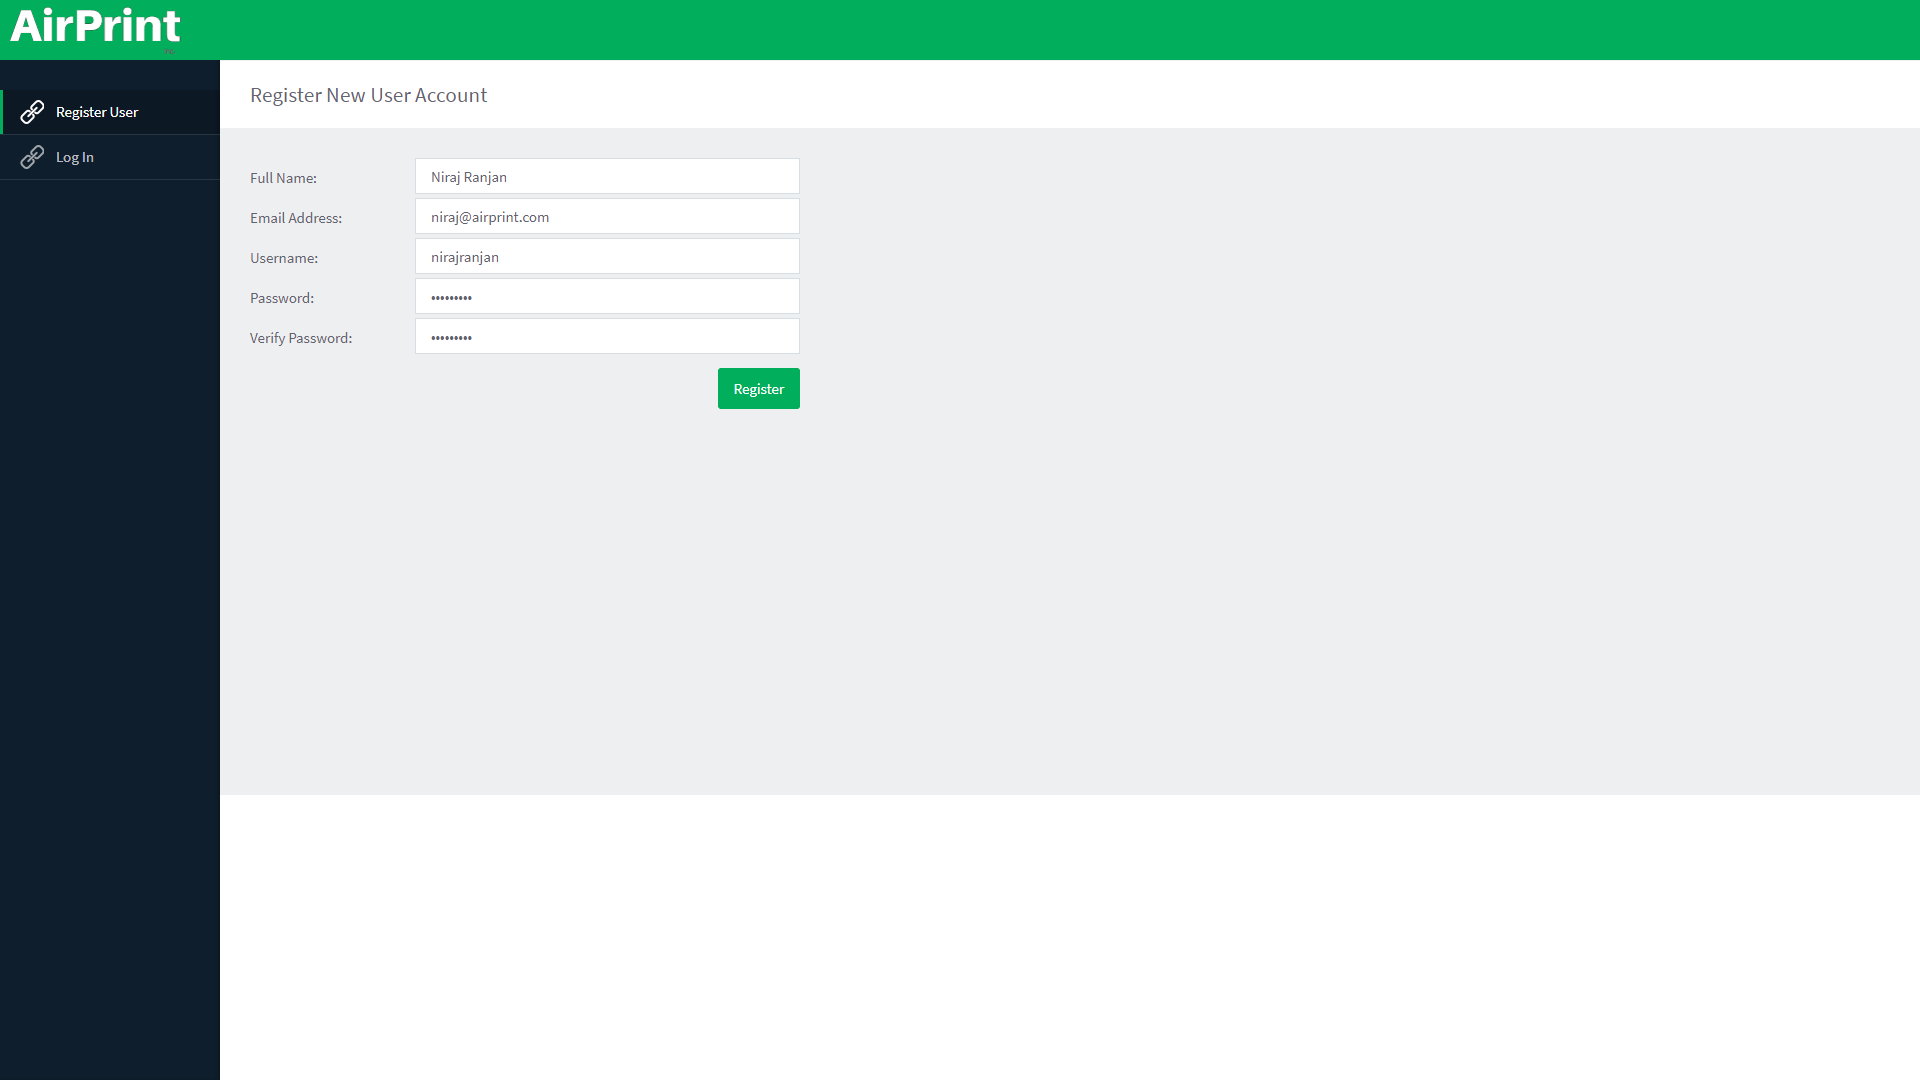 AirPrint
Register User
Log In
Register New User Account
Full Name: Niraj Ranjan
Email Address: niraj@airprint.com
Username: nirajranjan
Password: •••••••••
Verify Password: •••••••••
Register